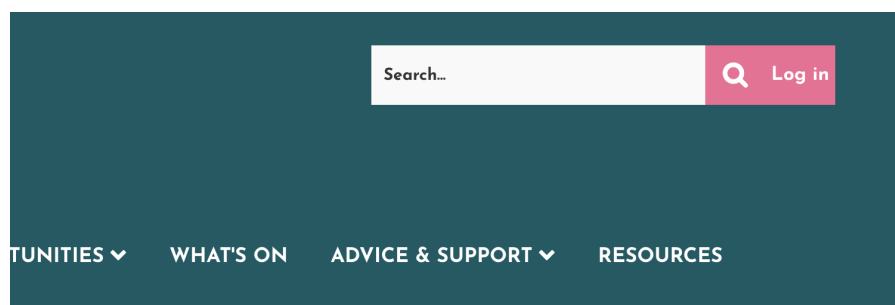 Search... Log in
TUNITIES WHAT'S ON ADVICE & SUPPORT RESOURCES